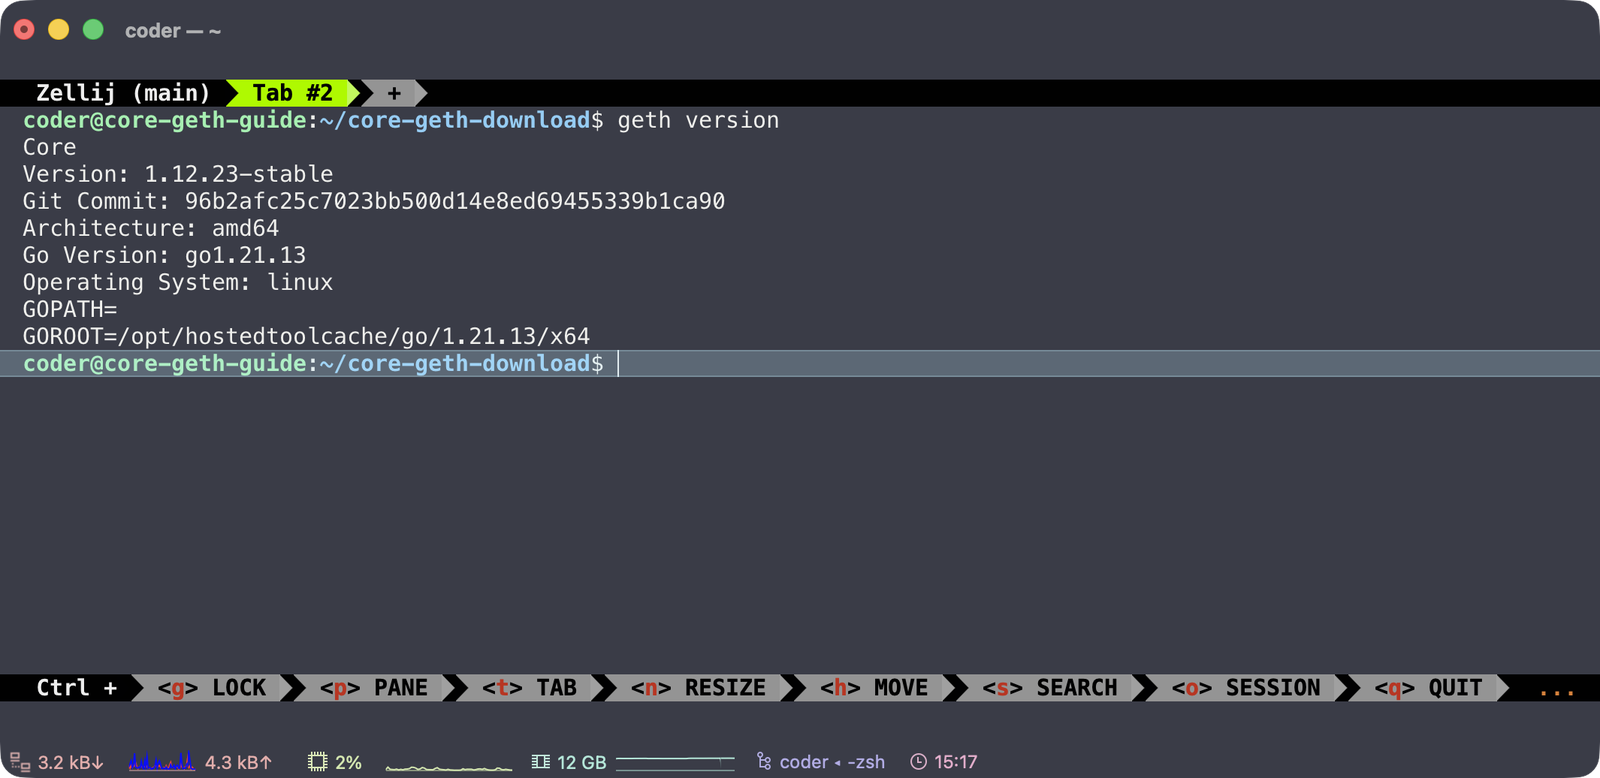 coder — ~
Zellij (main) Tab #2 +
coder@core-geth-guide:~/core-geth-download$ geth version
Core
Version: 1.12.23-stable
Git Commit: 96b2afc25c7023bb500d14e8ed69455339b1ca90
Architecture: amd64
Go Version: go1.21.13
Operating System: linux
GOPATH=
GOROOT=/opt/hostedtoolcache/go/1.21.13/x64
coder@core-geth-guide:~/core-geth-download$
Ctrl + <g> LOCK <p> PANE <t> TAB <n> RESIZE <h> MOVE <s> SEARCH <o> SESSION <q> QUIT ...
3.2 kB↓ 4.3 kB↑ 2% 12 GB coder ◂ -zsh 15:17